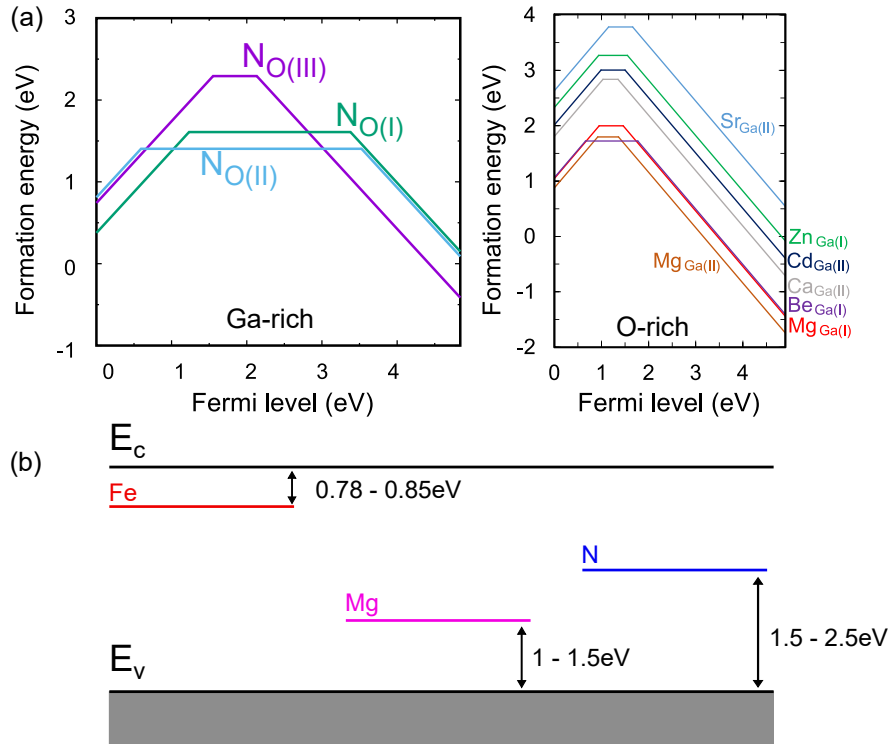 (a)
Formation energy (eV)
3
2
1
0
-1
N_O(III)
N_O(I)
N_O(II)
Ga-rich
0 1 2 3 4
Fermi level (eV)
Formation energy (eV)
4
3
2
1
0
-1
-2
Sr_Ga(II)
Zn_Ga(I)
Mg_Ga(II)
Cd_Ga(II)
Ca_Ga(II)
Be_Ga(I)
Mg_Ga(I)
O-rich
0 1 2 3 4
Fermi level (eV)
(b)
E_c
Fe
0.78 - 0.85eV
N
Mg
1.5 - 2.5eV
1 - 1.5eV
E_v